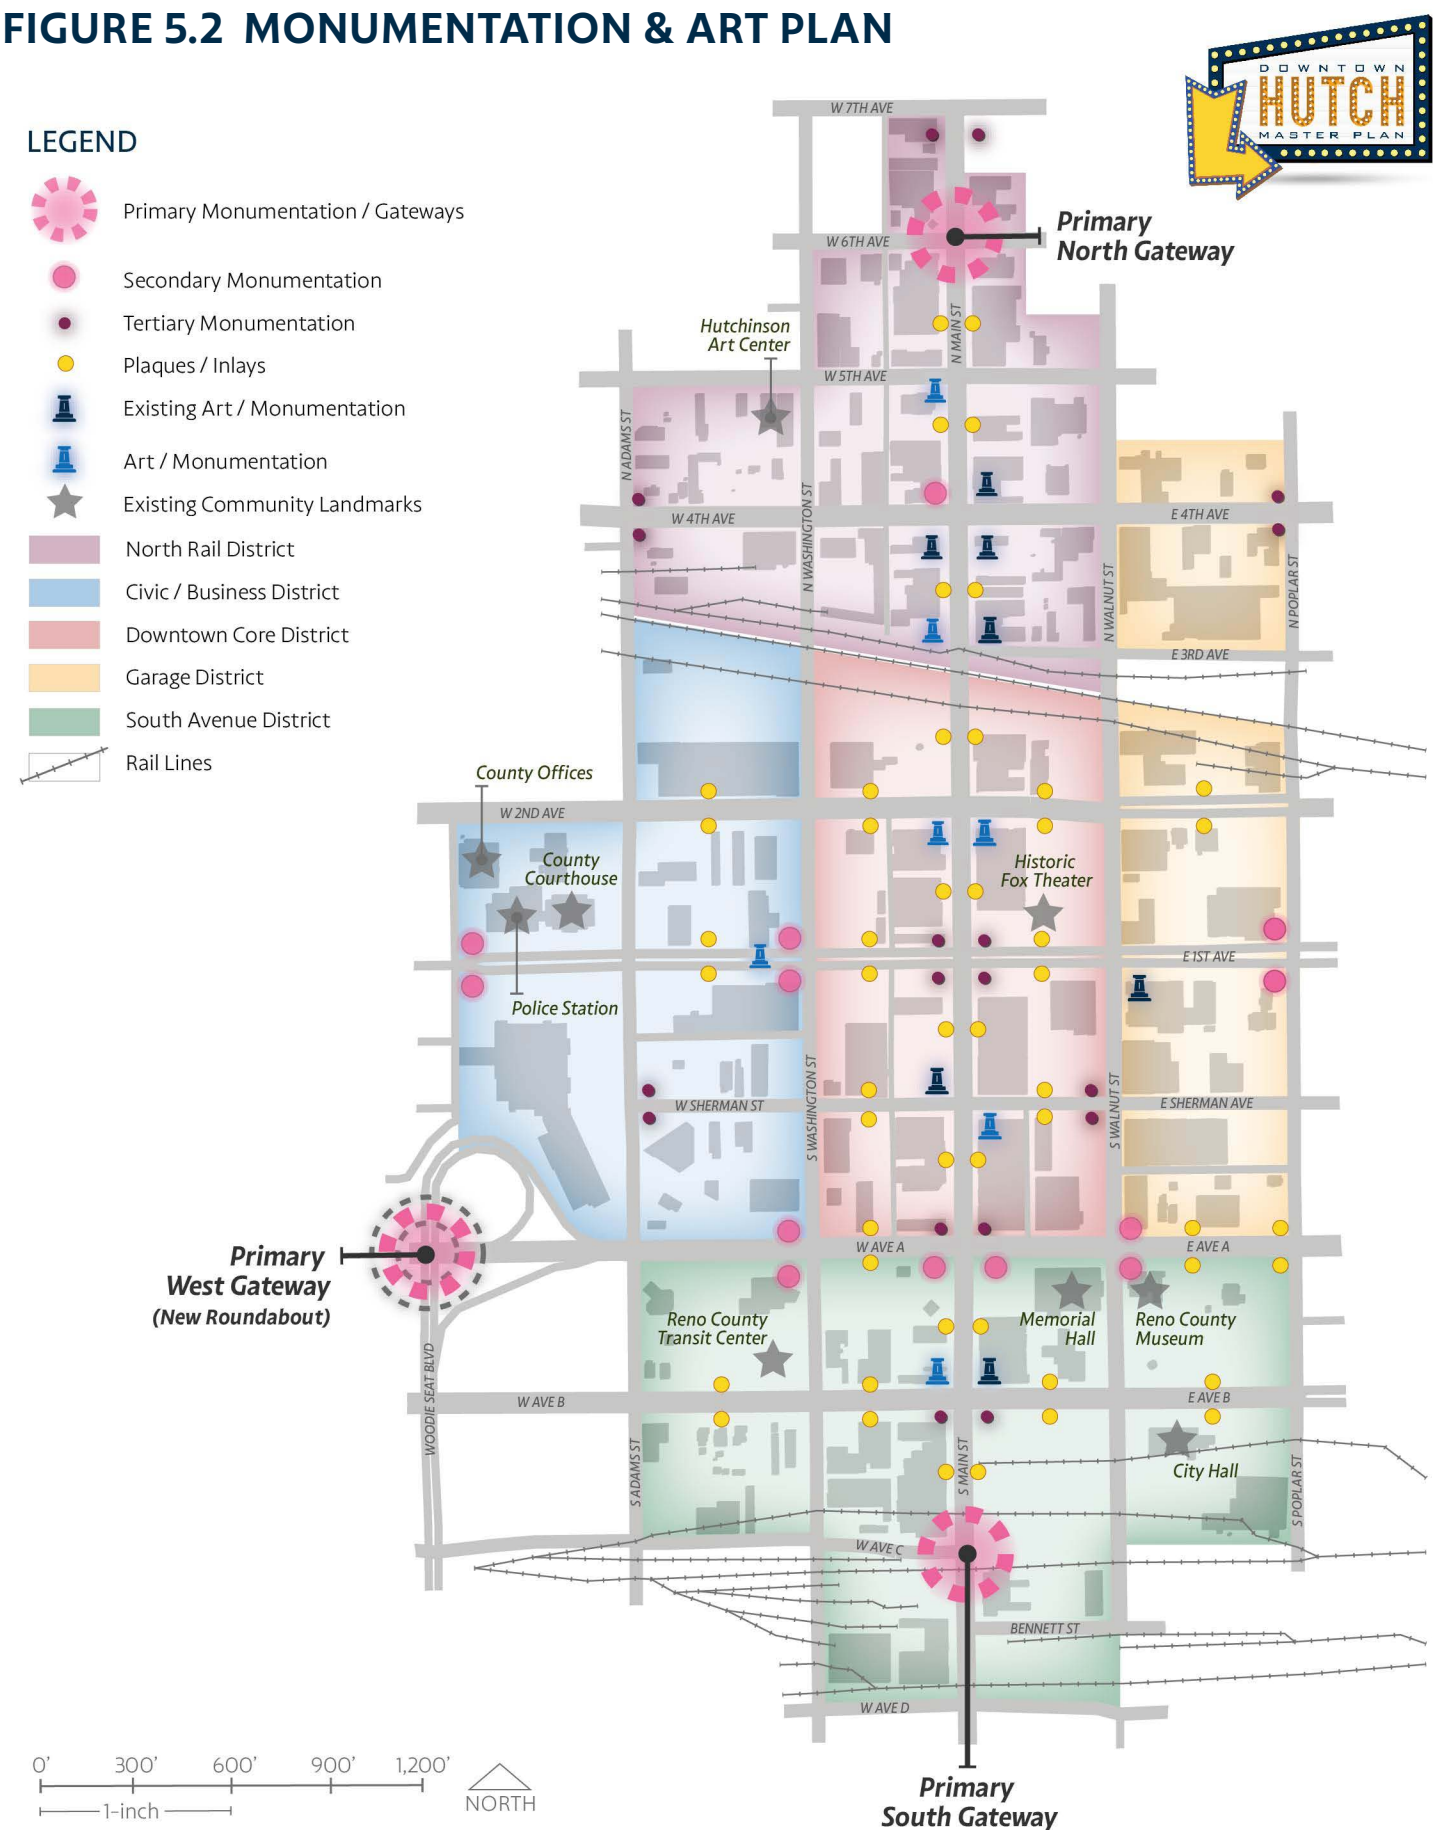 FIGURE 5.2 MONUMENTATION & ART PLAN
DOWNTOWN
HUTCH
MASTER PLAN
LEGEND
Primary Monumentation / Gateways
Secondary Monumentation
Tertiary Monumentation
Plaques / Inlays
Existing Art / Monumentation
Art / Monumentation
Existing Community Landmarks
North Rail District
Civic / Business District
Downtown Core District
Garage District
South Avenue District
Rail Lines
W 7TH AVE
Primary
North Gateway
W 6TH AVE
N MAIN ST
Hutchinson
Art Center
W 5TH AVE
N ADAMS ST
N WASHINGTON ST
W 4TH AVE
E 4TH AVE
N WALNUT ST
N POPLAR ST
E 3RD AVE
County Offices
W 2ND AVE
County
Courthouse
Historic
Fox Theater
E 1ST AVE
Police Station
S WASHINGTON ST
S WALNUT ST
W SHERMAN ST
E SHERMAN AVE
Primary
West Gateway
(New Roundabout)
W AVE A
E AVE A
Reno County
Transit Center
Memorial
Hall
Reno County
Museum
WOODIE SEAT BLVD
W AVE B
E AVE B
S ADAMS ST
S MAIN ST
City Hall
S POPLAR ST
W AVE C
BENNETT ST
W AVE D
0' 300' 600' 900' 1,200'
1-inch
NORTH
Primary
South Gateway